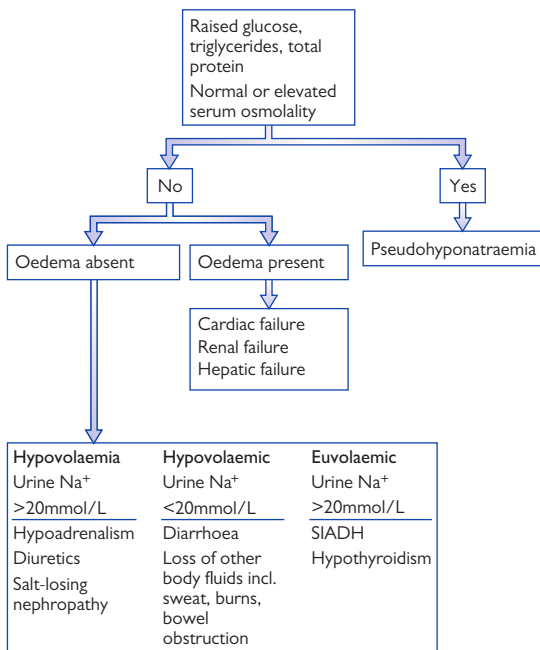 Raised glucose,
triglycerides, total
protein
Normal or elevated
serum osmolality
No
Yes
Oedema absent
Oedema present
Pseudohyponatraemia
Cardiac failure
Renal failure
Hepatic failure
Hypovolaemia
Urine Na⁺
>20mmol/L
Hypoadrenalism
Diuretics
Salt-losing
nephropathy
Hypovolaemic
Urine Na⁺
<20mmol/L
Diarrhoea
Loss of other
body fluids incl.
sweat, burns,
bowel
obstruction
Euvolaemic
Urine Na⁺
>20mmol/L
SIADH
Hypothyroidism